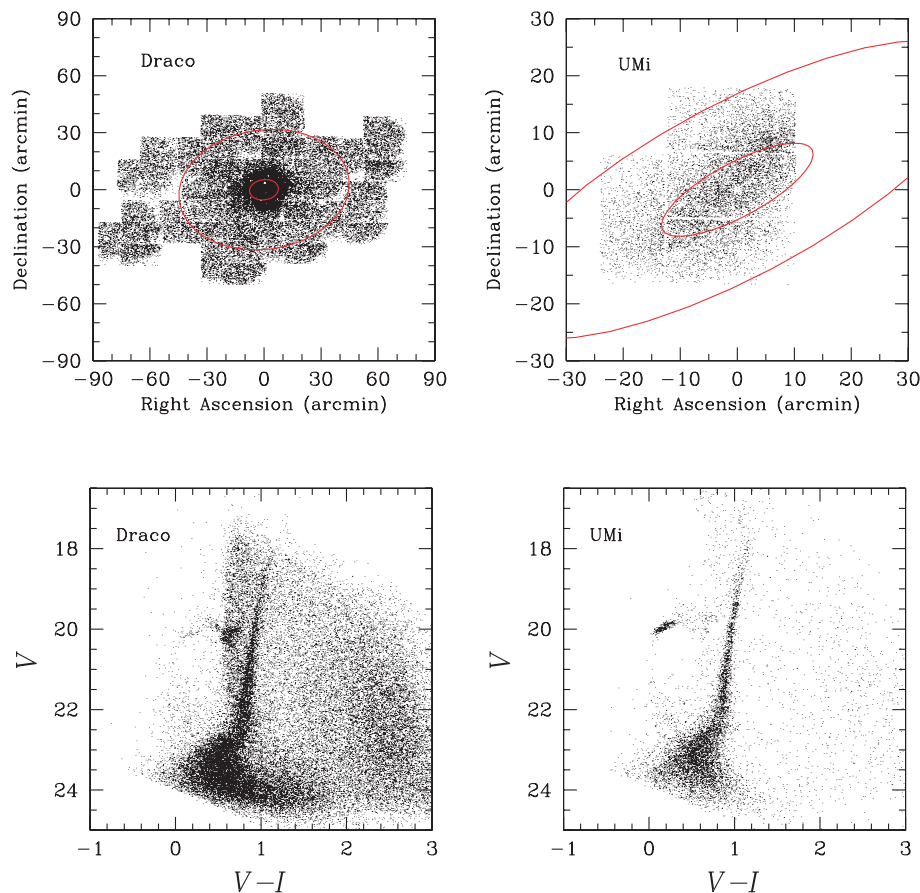 90
60
30
0
−30
−60
−90
Declination (arcmin)
Draco
−90 −60 −30 0 30 60 90
Right Ascension (arcmin)
30
20
10
0
−10
−20
−30
Declination (arcmin)
UMi
−30 −20 −10 0 10 20 30
Right Ascension (arcmin)
18
20
22
24
V
Draco
−1 0 1 2 3
V−I
18
20
22
24
V
UMi
−1 0 1 2 3
V−I